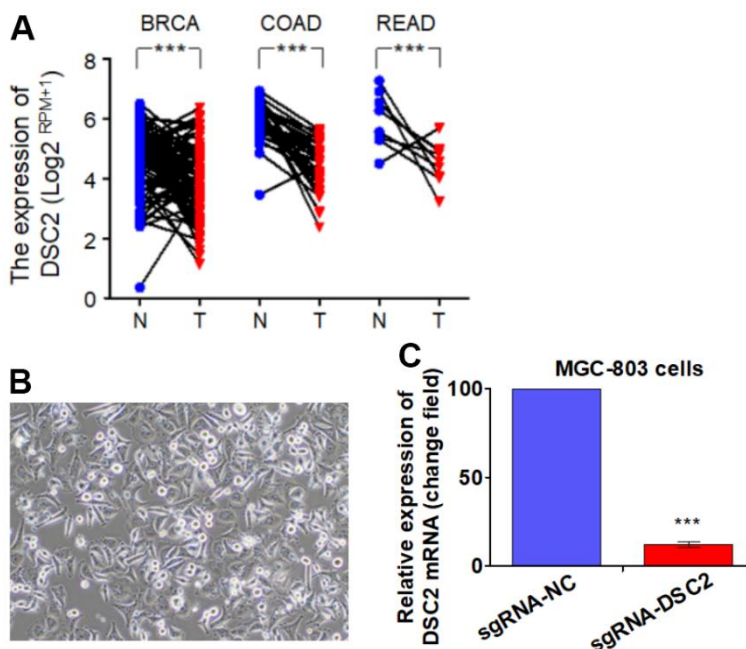 A
BRCA COAD READ
*** *** ***
The expression of
DSC2 (Log2 RPM+1)
8
6
4
2
0
N T N T N T
B
C
MGC-803 cells
Relative expression of
DSC2 mRNA (change field)
100
50
0
***
sgRNA-NC sgRNA-DSC2